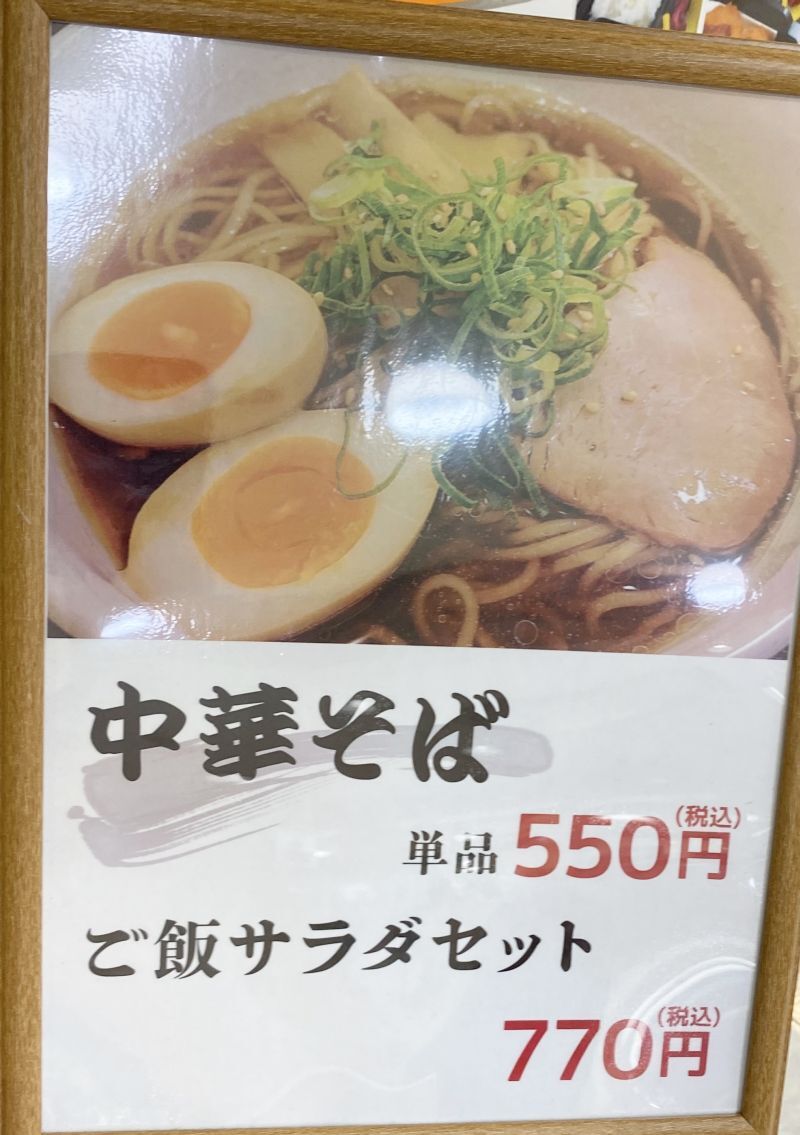 中華そば
単品 550円(税込)
ご飯サラダセット
770円(税込)